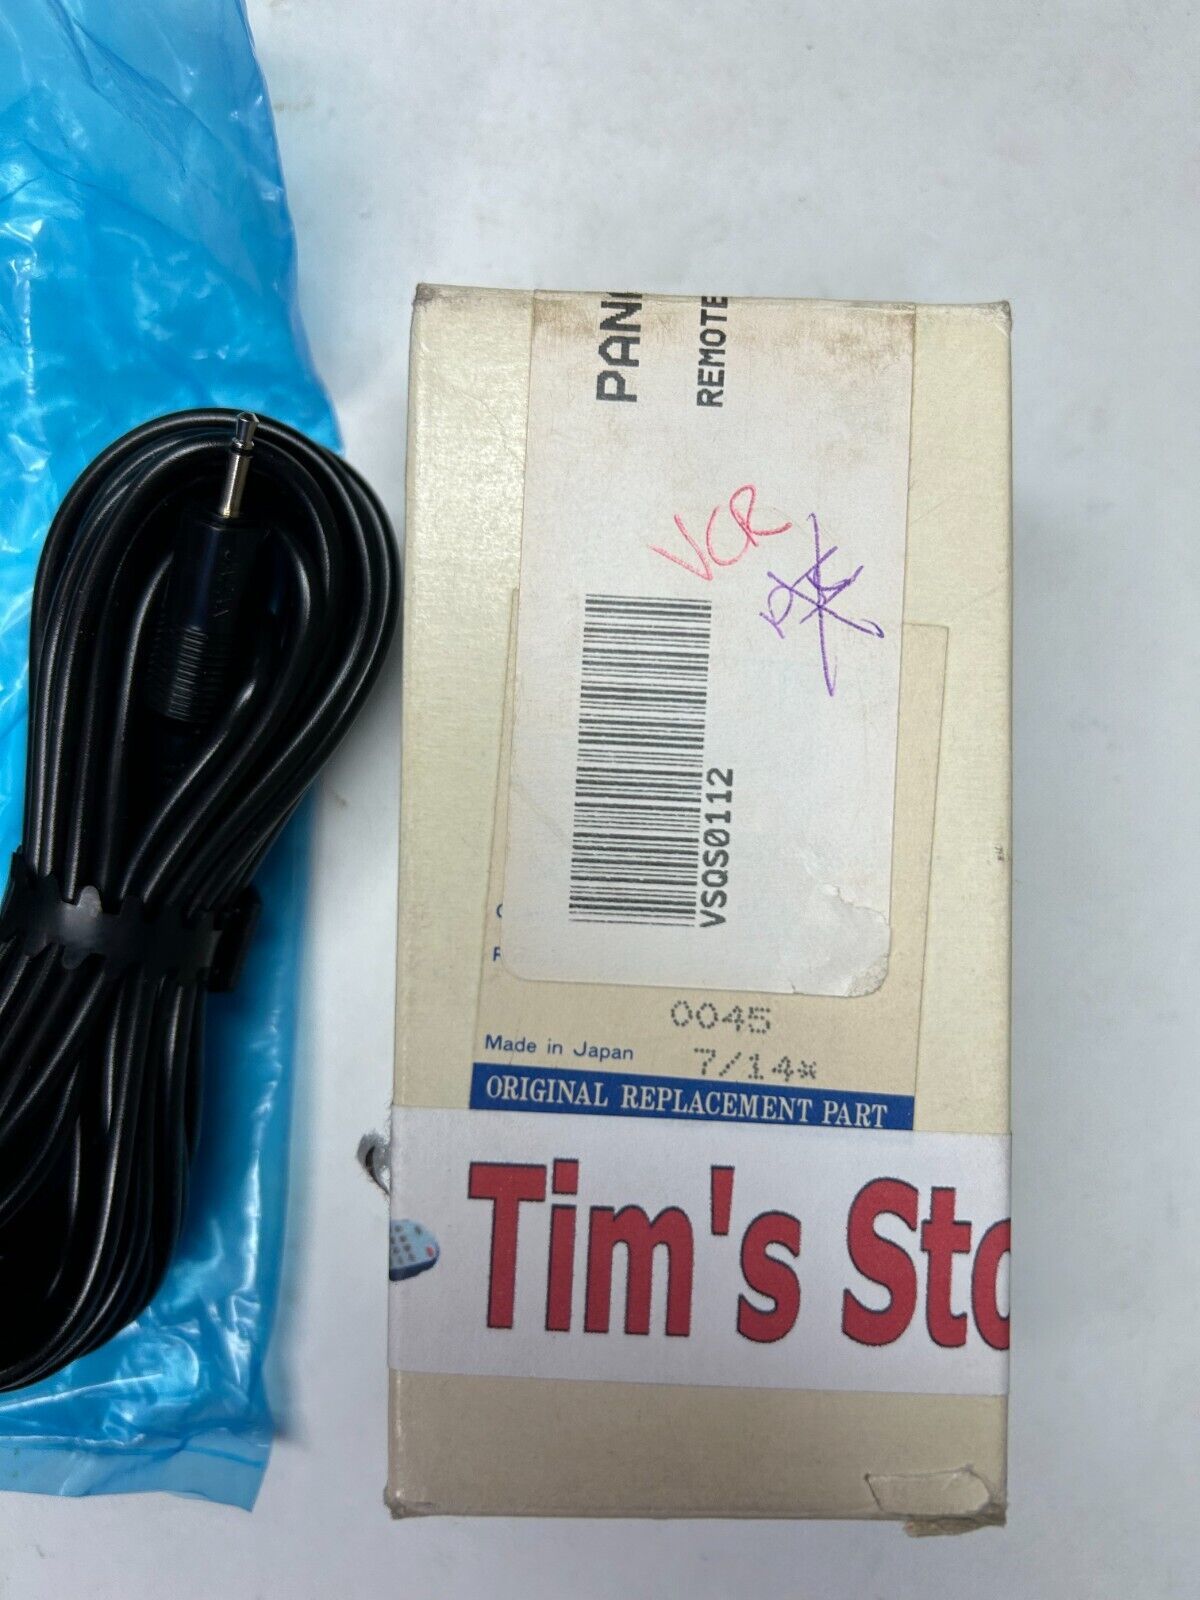 PAN
REMOTE
VCR
VSQS0112
0045
Made in Japan
7/14*
ORIGINAL REPLACEMENT PART
Tim's Sto